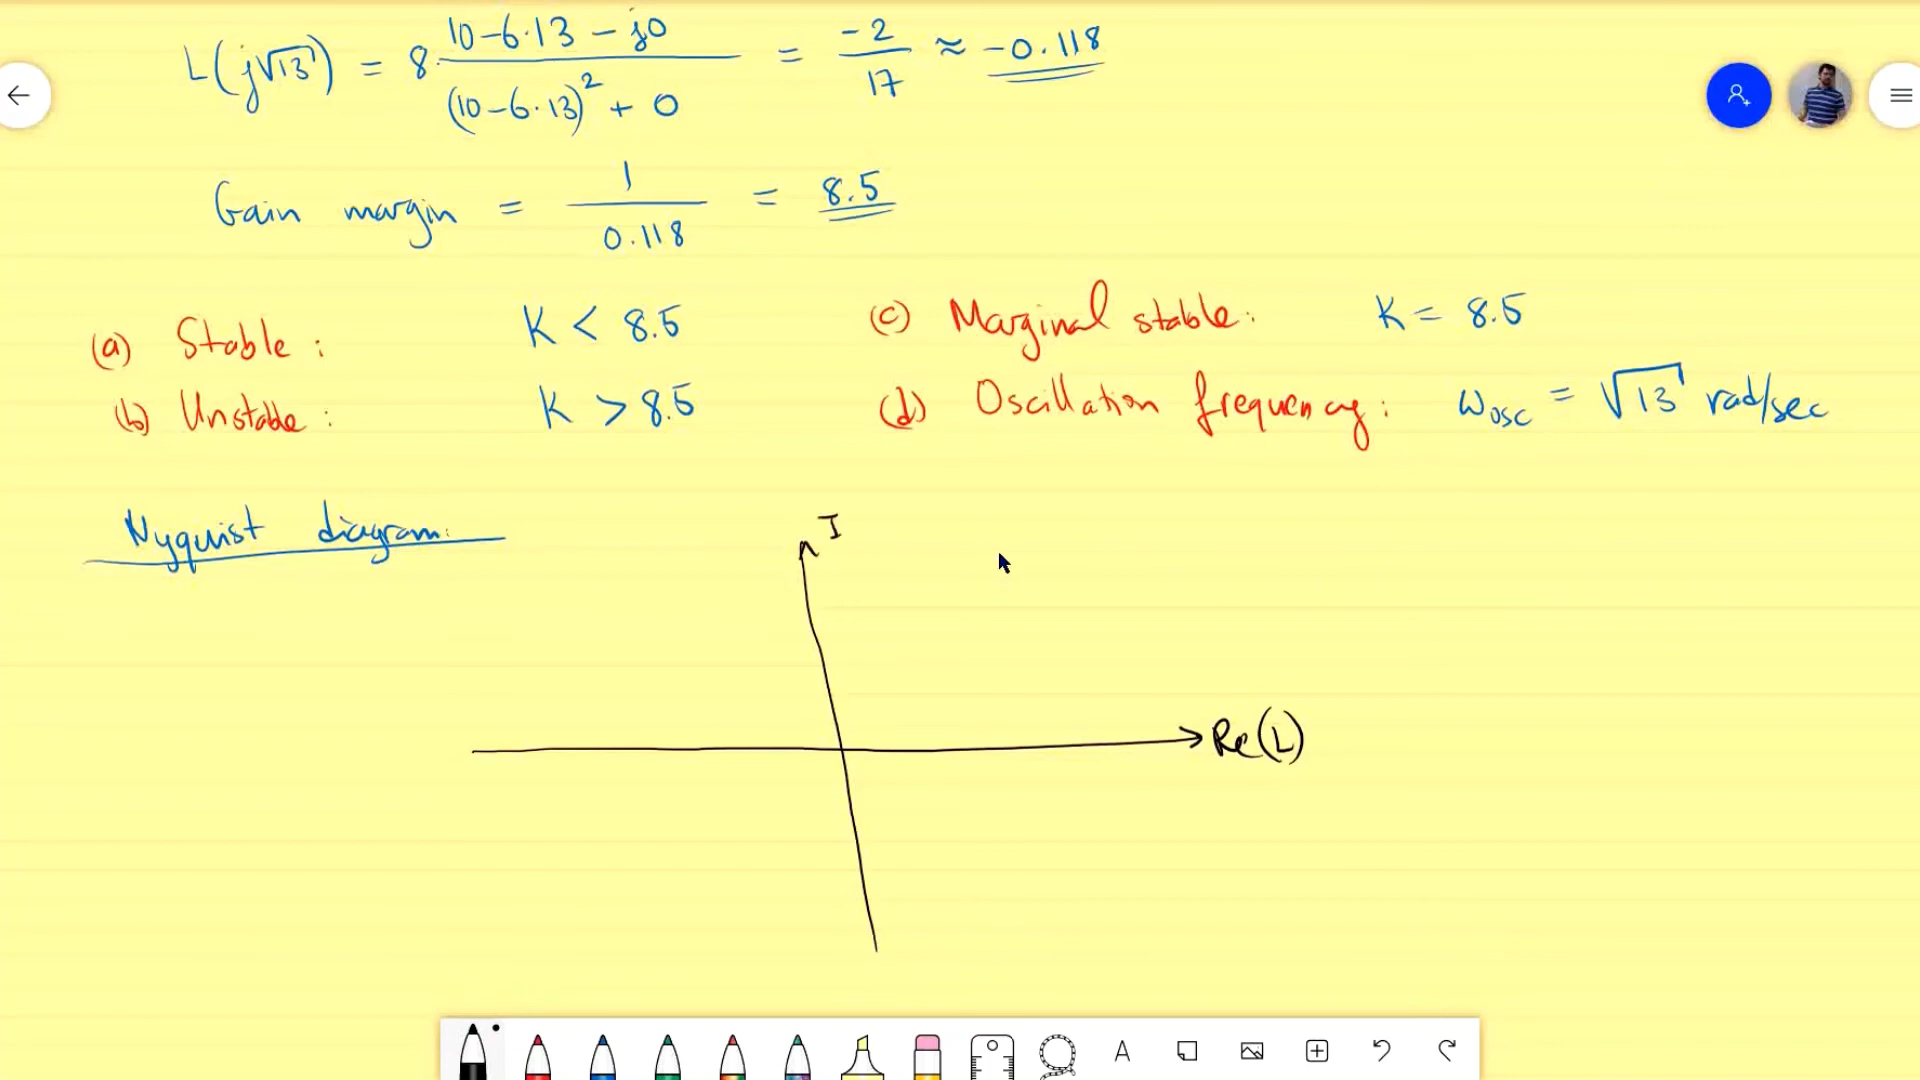 L(j√13) = 8 · (10-6·13 - j0) / ((10-6·13)² + 0) = -2/17 ≈ -0.118
Gain margin = 1/0.118 = 8.5
(a) Stable: K < 8.5
(b) Unstable: K > 8.5
(c) Marginal stable: K = 8.5
(d) Oscillation frequency: ωosc = √13 rad/sec
Nyquist diagram:
I
Re(L)
A